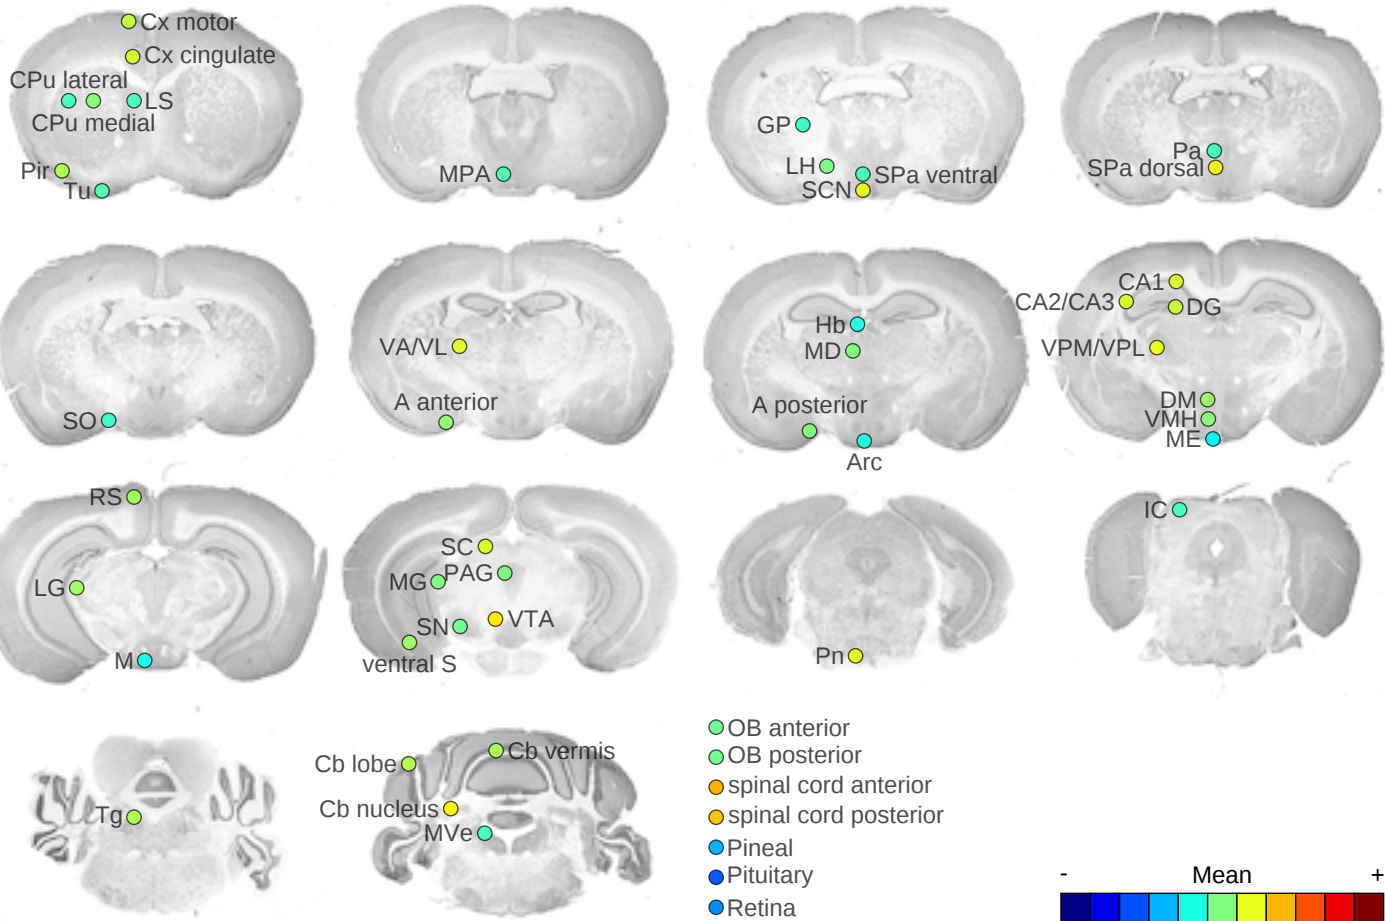 Cx motor
Cx cingulate
CPu lateral
LS
CPu medial
Pir
Tu
MPA
GP
LH
SPa ventral
SCN
Pa
SPa dorsal
SO
VA/VL
A anterior
Hb
MD
A posterior
Arc
CA1
CA2/CA3
DG
VPM/VPL
DM
VMH
ME
RS
LG
M
SC
MG
PAG
SN
VTA
ventral S
Pn
IC
Tg
Cb lobe
Cb vermis
Cb nucleus
MVe
OB anterior
OB posterior
spinal cord anterior
spinal cord posterior
Pineal
Pituitary
Retina
- Mean +